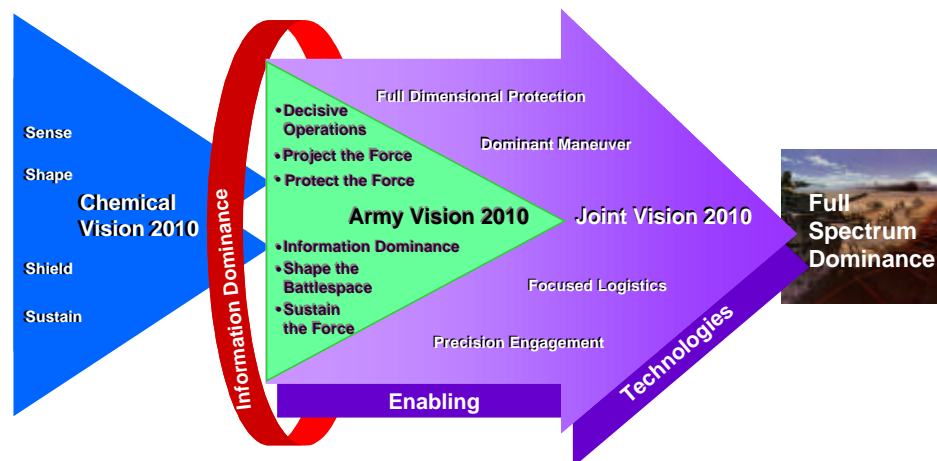 Sense
Shape
Chemical
Vision 2010
Shield
Sustain
Information Dominance
•Decisive
Operations
•Project the Force
•Protect the Force
Army Vision 2010
•Information Dominance
•Shape the
Battlespace
•Sustain
the Force
Full Dimensional Protection
Dominant Maneuver
Joint Vision 2010
Focused Logistics
Precision Engagement
Enabling
Technologies
Full
Spectrum
Dominance